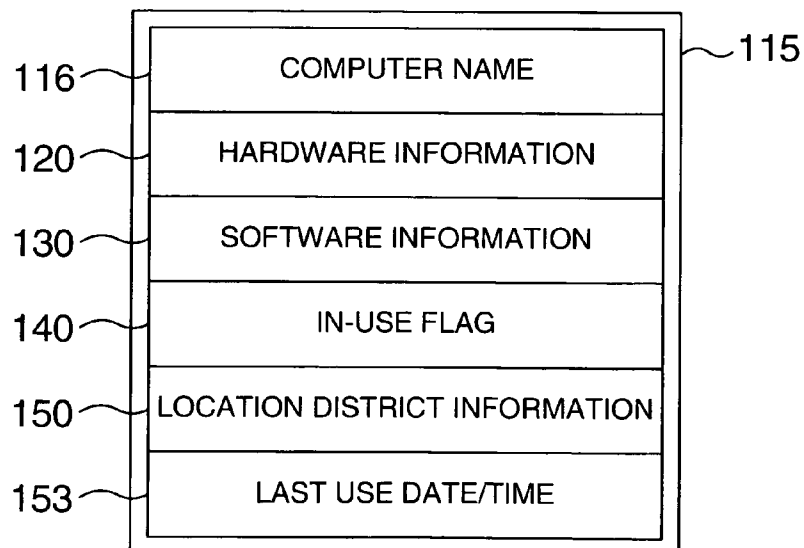 115
116 COMPUTER NAME
120 HARDWARE INFORMATION
130 SOFTWARE INFORMATION
140 IN-USE FLAG
150 LOCATION DISTRICT INFORMATION
153 LAST USE DATE/TIME